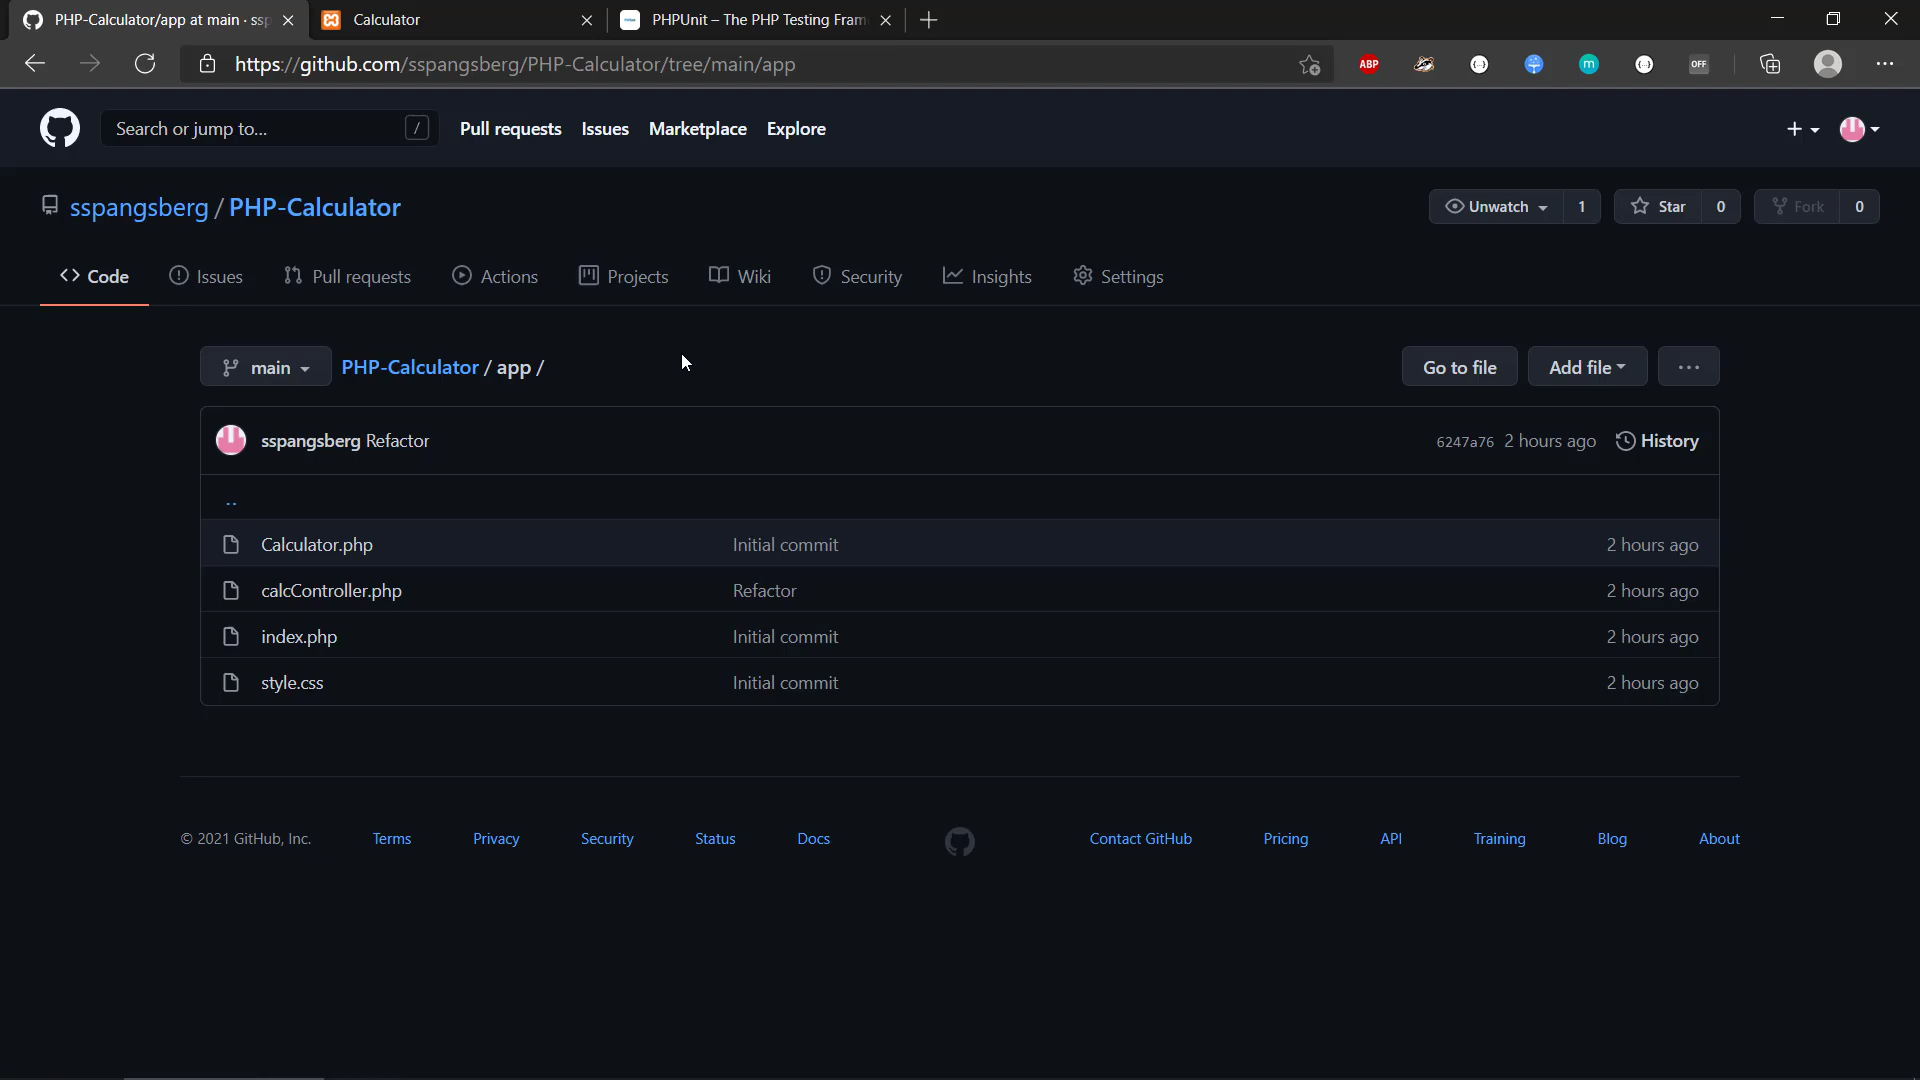 PHP-Calculator/app at main · ssp
Calculator
PHPUnit – The PHP Testing Fram
https://github.com/sspangsberg/PHP-Calculator/tree/main/app
ABP
{··}
m
{··}
OFF
Search or jump to... /
Pull requests Issues Marketplace Explore
sspangsberg / PHP-Calculator
Unwatch 1 Star 0 Fork 0
Code Issues Pull requests Actions Projects Wiki Security Insights Settings
main PHP-Calculator / app / Go to file Add file ...
sspangsberg Refactor 6247a76 2 hours ago History
..
Calculator.php Initial commit 2 hours ago
calcController.php Refactor 2 hours ago
index.php Initial commit 2 hours ago
style.css Initial commit 2 hours ago
© 2021 GitHub, Inc. Terms Privacy Security Status Docs Contact GitHub Pricing API Training Blog About